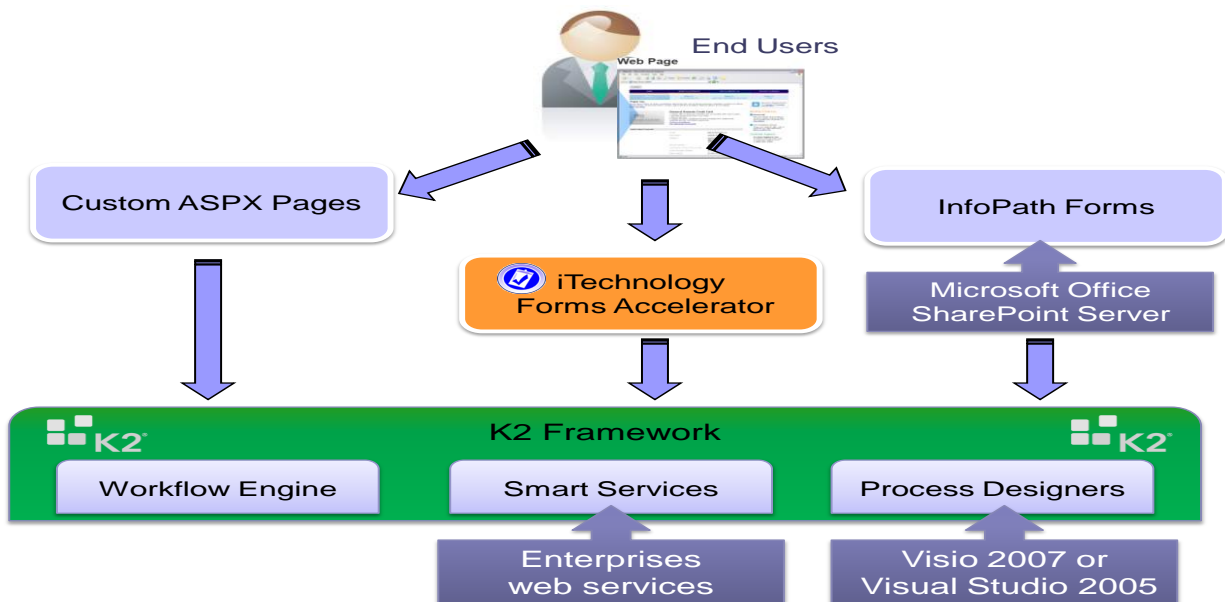 End Users
Web Page
Custom ASPX Pages
InfoPath Forms
iTechnology
Forms Accelerator
Microsoft Office
SharePoint Server
K2 Framework
K2
K2
Workflow Engine
Smart Services
Process Designers
Enterprises
web services
Visio 2007 or
Visual Studio 2005